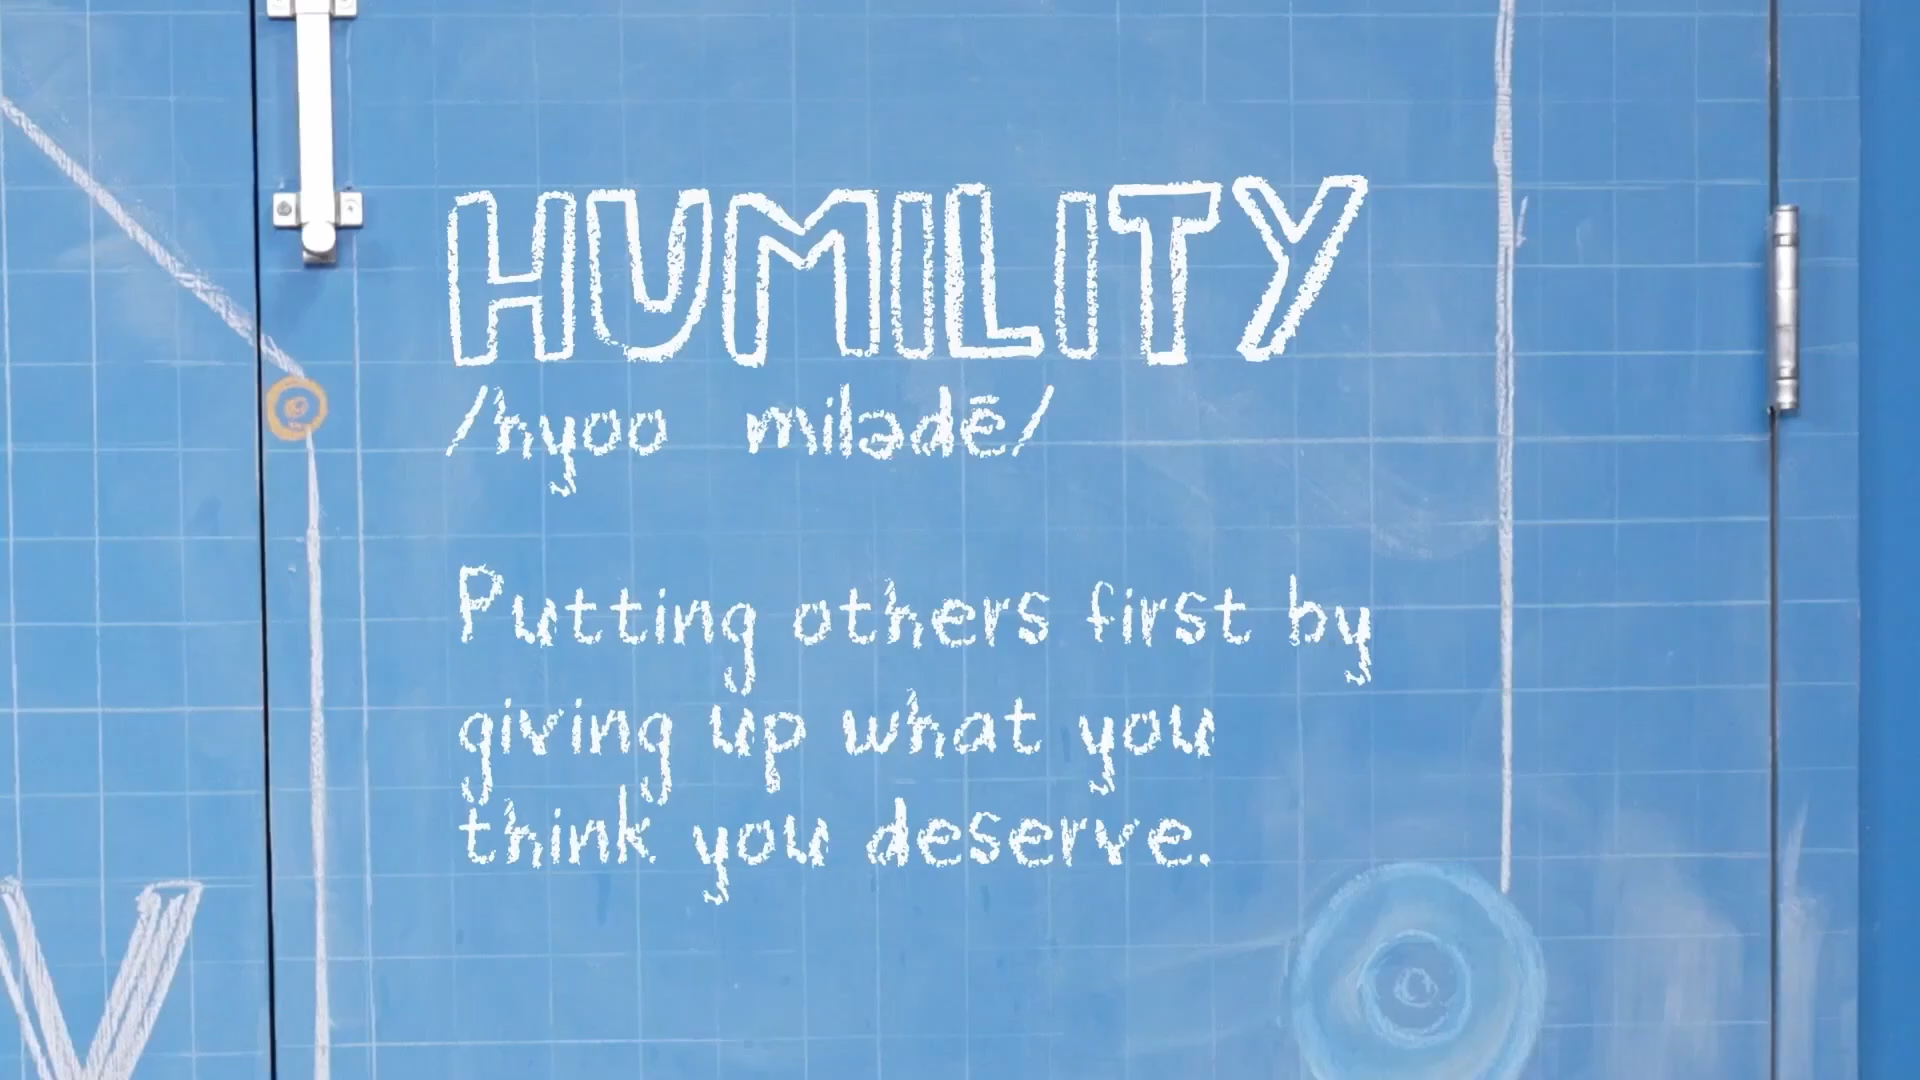 HUMILITY
/hyoo milədē/
Putting others first by
giving up what you
think you deserve.